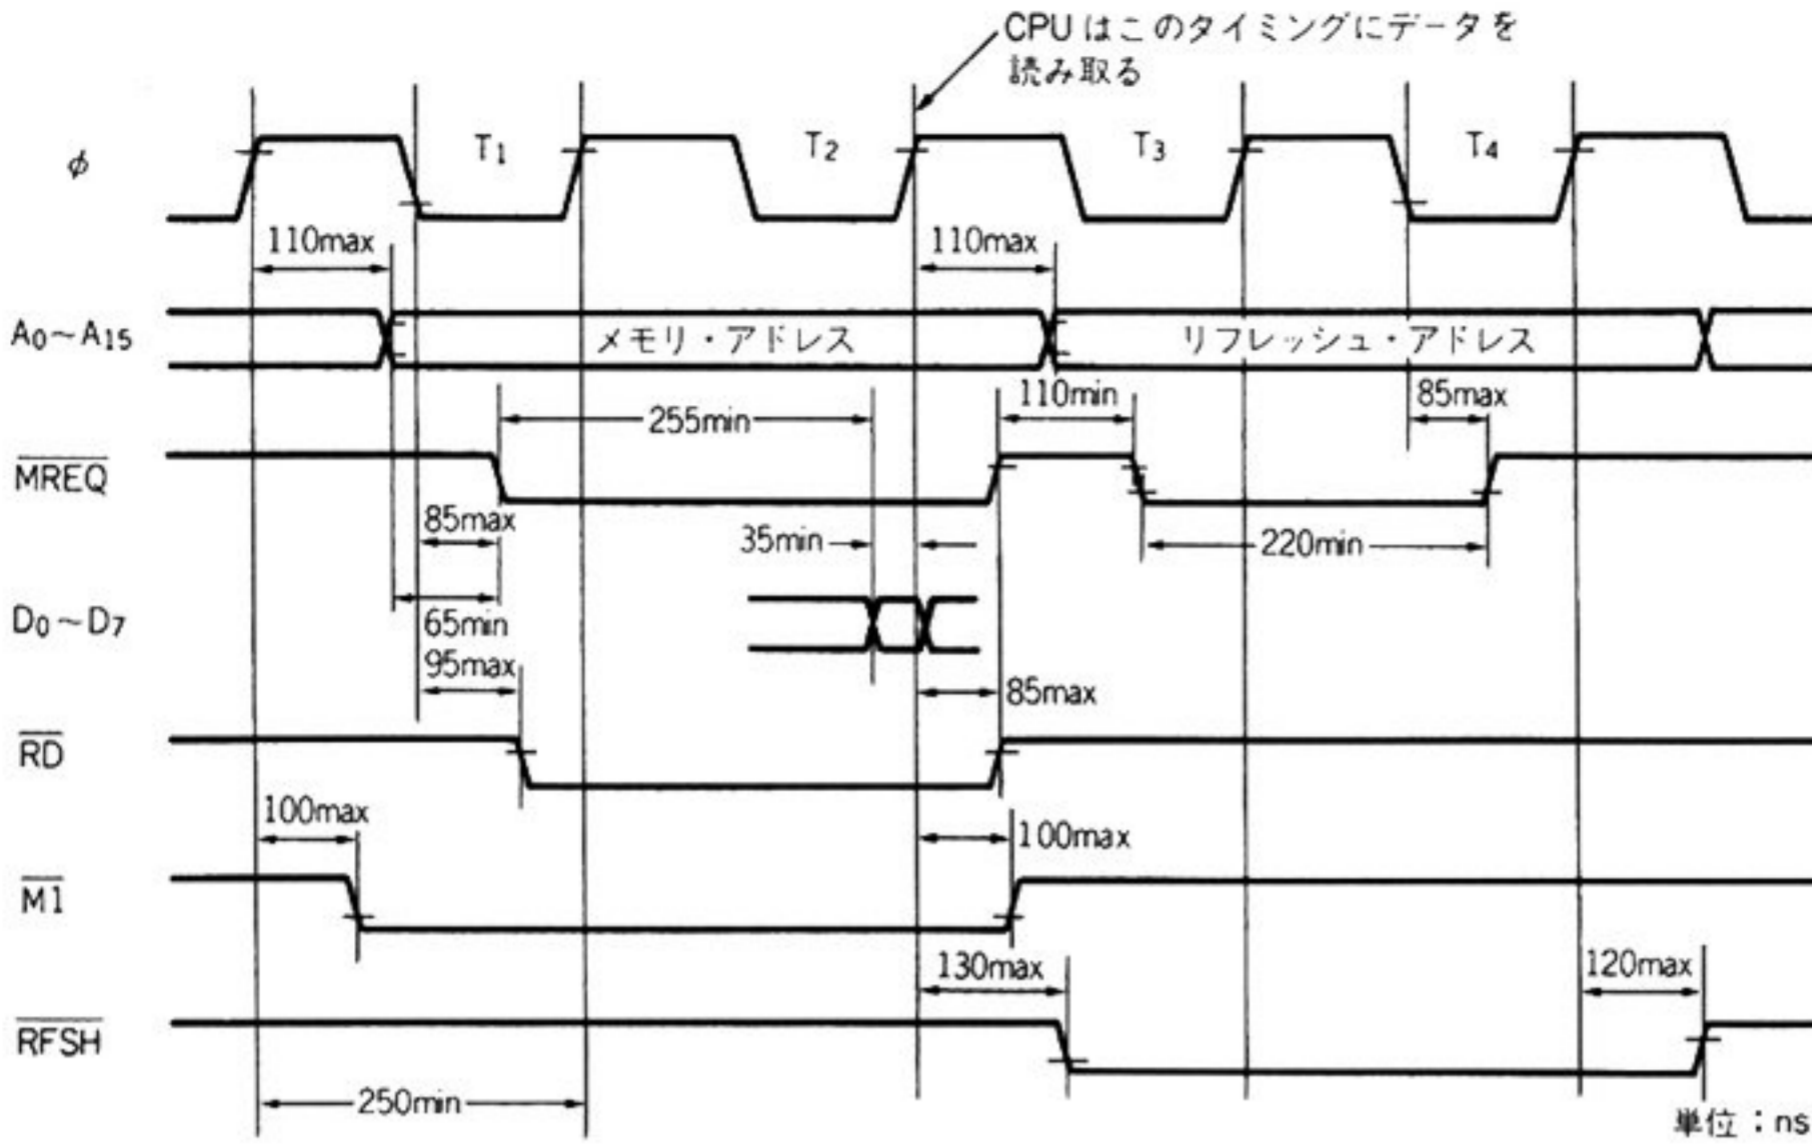 CPUはこのタイミングにデータを
読み取る
φ
T1
T2
T3
T4
110max
110max
A0~A15
メモリ・アドレス
リフレッシュ・アドレス
255min
110min
85max
MREQ
85max
35min
220min
D0~D7
65min
95max
85max
RD
100max
100max
M1
130max
120max
RFSH
250min
単位：ns